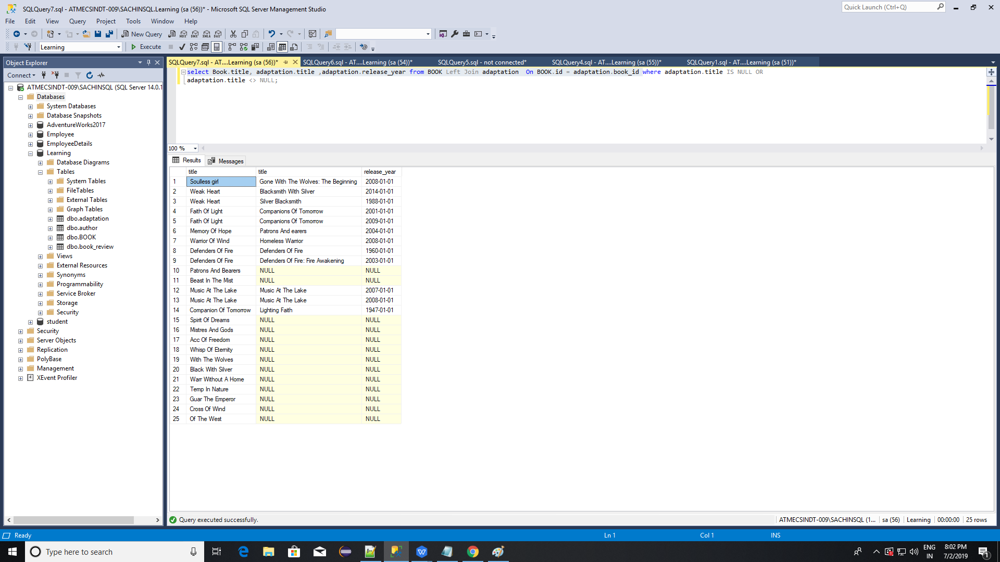 SQLQuery7.sql - ATMECSINDT-009\SACHINSQL.Learning (sa (56))* - Microsoft SQL Server Management Studio
Quick Launch (Ctrl+Q)
File Edit View Query Project Tools Window Help
New Query
Learning Execute
Object Explorer
Connect
ATMECSINDT-009\SACHINSQL (SQL Server 14.0.1
Databases
System Databases
Database Snapshots
AdventureWorks2017
Employee
EmployeeDetails
Learning
Database Diagrams
Tables
System Tables
FileTables
External Tables
Graph Tables
dbo.adaptation
dbo.author
dbo.BOOK
dbo.book_review
Views
External Resources
Synonyms
Programmability
Service Broker
Storage
Security
student
Security
Server Objects
Replication
PolyBase
Management
XEvent Profiler
SQLQuery7.sql - AT....Learning (sa (56))* SQLQuery6.sql - AT....Learning (sa (54))* SQLQuery5.sql - not connected* SQLQuery4.sql - AT....Learning (sa (55))* SQLQuery1.sql - AT....Learning (sa (51))*
select Book.title, adaptation.title ,adaptation.release_year from BOOK Left Join adaptation  On BOOK.id = adaptation.book_id where adaptation.title IS NULL OR
adaptation.title <> NULL;
100 %
Results Messages
title title release_year
1 Soulless girl Gone With The Wolves: The Beginning 2008-01-01
2 Weak Heart Blacksmith With Silver 2014-01-01
3 Weak Heart Silver Blacksmith 1988-01-01
4 Faith Of Light Companions Of Tomorrow 2001-01-01
5 Faith Of Light Companions Of Tomorrow 2009-01-01
6 Memory Of Hope Patrons And earers 2004-01-01
7 Warrior Of Wind Homeless Warrior 2008-01-01
8 Defenders Of Fire Defenders Of Fire 1960-01-01
9 Defenders Of Fire Defenders Of Fire: Fire Awakening 2003-01-01
10 Patrons And Bearers NULL NULL
11 Beast In The Mist NULL NULL
12 Music At The Lake Music At The Lake 2007-01-01
13 Music At The Lake Music At The Lake 2008-01-01
14 Companion Of Tomorrow Lighting Faith 1947-01-01
15 Spirit Of Dreams NULL NULL
16 Mistres And Gods NULL NULL
17 Acc Of Freedom NULL NULL
18 Whisp Of Eternity NULL NULL
19 With The Wolves NULL NULL
20 Black With Silver NULL NULL
21 Warr Without A Home NULL NULL
22 Temp In Nature NULL NULL
23 Guar The Emperor NULL NULL
24 Cross Of Wind NULL NULL
25 Of The West NULL NULL
Query executed successfully. ATMECSINDT-009\SACHINSQL (1... sa (56) Learning 00:00:00 25 rows
Ready Ln 1 Col 1 INS
Type here to search
ENG
IN
8:02 PM
7/2/2019
1